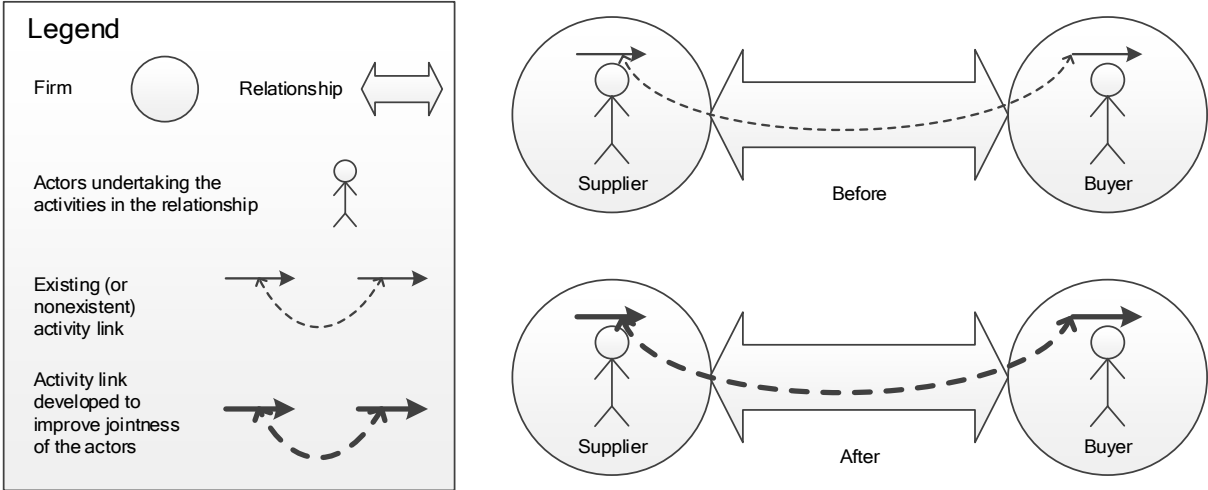 Legend
Firm
Relationship
Actors undertaking the
activities in the relationship
Existing (or
nonexistent)
activity link
Activity link
developed to
improve jointness
of the actors
Supplier
Before
Buyer
Supplier
After
Buyer